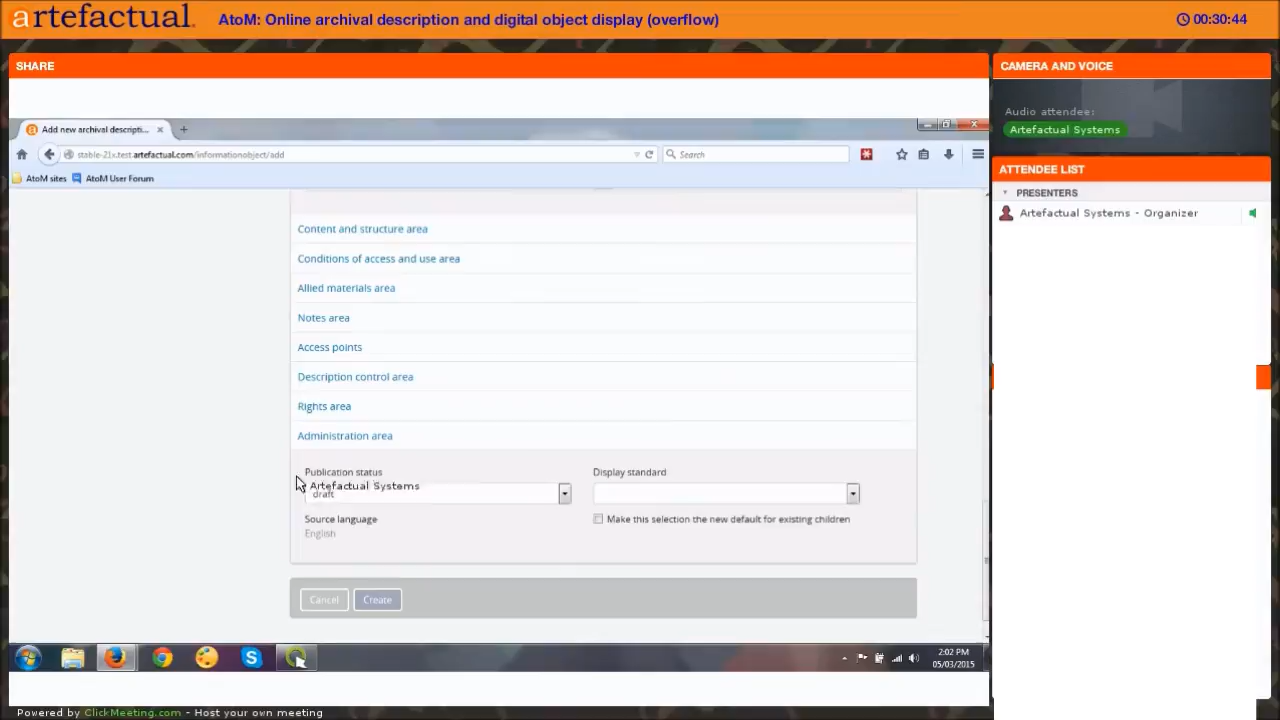 artefactual.
AtoM: Online archival description and digital object display (overflow)
00:30:44
SHARE
CAMERA AND VOICE
Audio attendee:
Artefactual Systems
ATTENDEE LIST
PRESENTERS
Artefactual Systems - Organizer
Add new archival descripti...
stable-21x.test.artefactual.com/informationobject/add
Search
AtoM sites
AtoM User Forum
Content and structure area
Conditions of access and use area
Allied materials area
Notes area
Access points
Description control area
Rights area
Administration area
Publication status
Display standard
Artefactual Systems
draft
Source language
Make this selection the new default for existing children
English
Cancel
Create
2:02 PM
05/03/2015
Powered by ClickMeeting.com - Host your own meeting